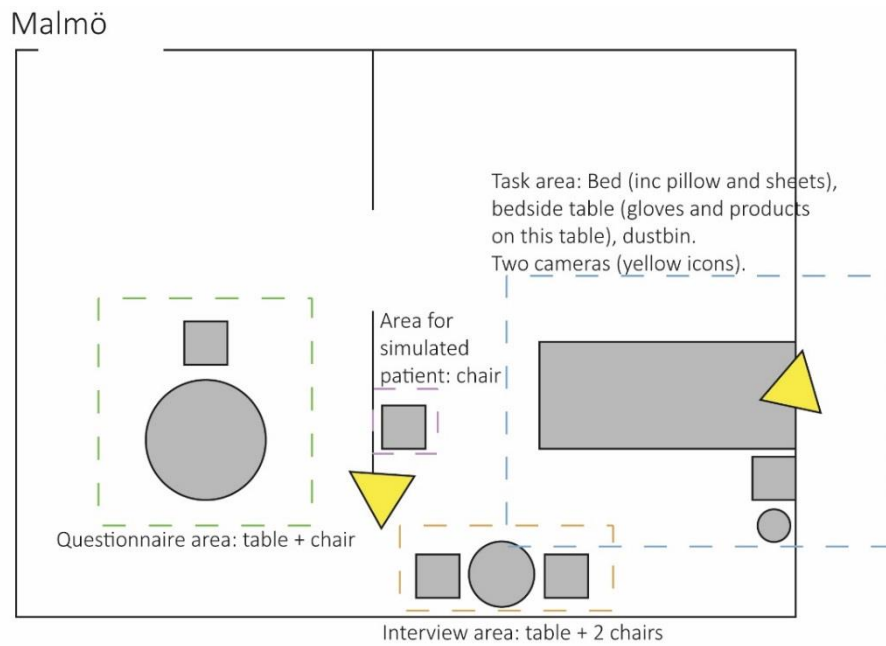 Malmö
Task area: Bed (inc pillow and sheets),
bedside table (gloves and products
on this table), dustbin.
Two cameras (yellow icons).
Area for
simulated
patient: chair
Questionnaire area: table + chair
Interview area: table + 2 chairs